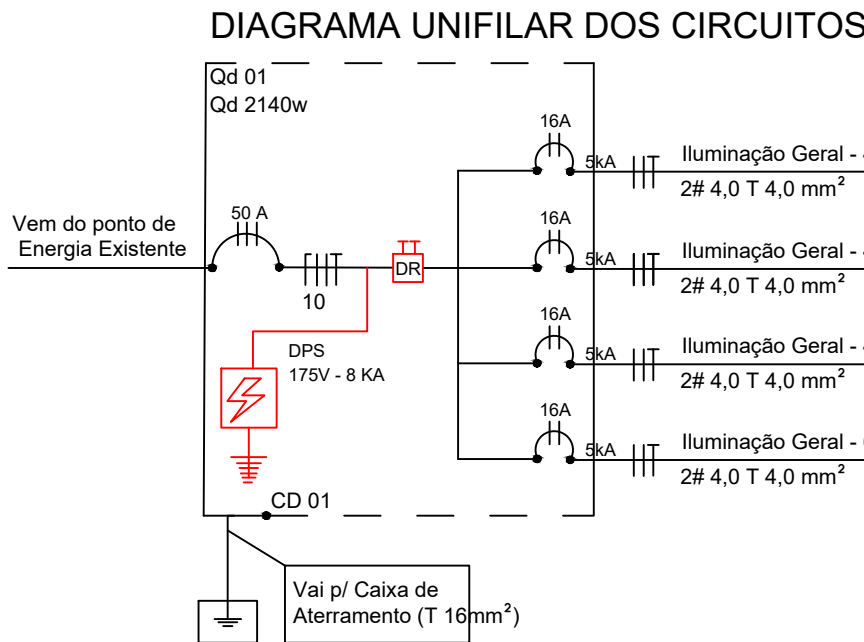 DIAGRAMA UNIFILAR DOS CIRCUITOS
Qd 01
Qd 2140w
16A
5kA
Iluminação Geral -
2# 4,0 T 4,0 mm²
Vem do ponto de
Energia Existente
50 A
10
DR
16A
5kA
Iluminação Geral -
2# 4,0 T 4,0 mm²
DPS
175V - 8 KA
16A
5kA
Iluminação Geral -
2# 4,0 T 4,0 mm²
16A
5kA
Iluminação Geral -
2# 4,0 T 4,0 mm²
CD 01
Vai p/ Caixa de
Aterramento (T 16mm²)